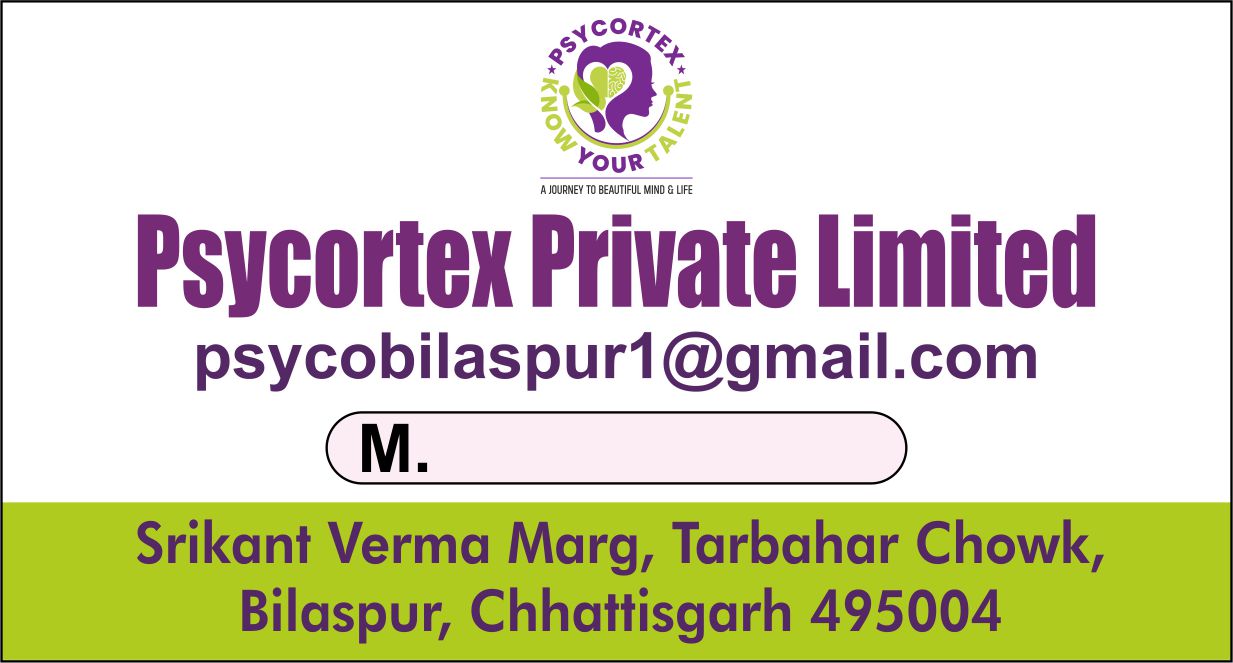 PSYCORTEX
KNOW YOUR TALENT
A JOURNEY TO BEAUTIFUL MIND & LIFE
Psycortex Private Limited
psycobilaspur1@gmail.com
M.
Srikant Verma Marg, Tarbahar Chowk,
Bilaspur, Chhattisgarh 495004